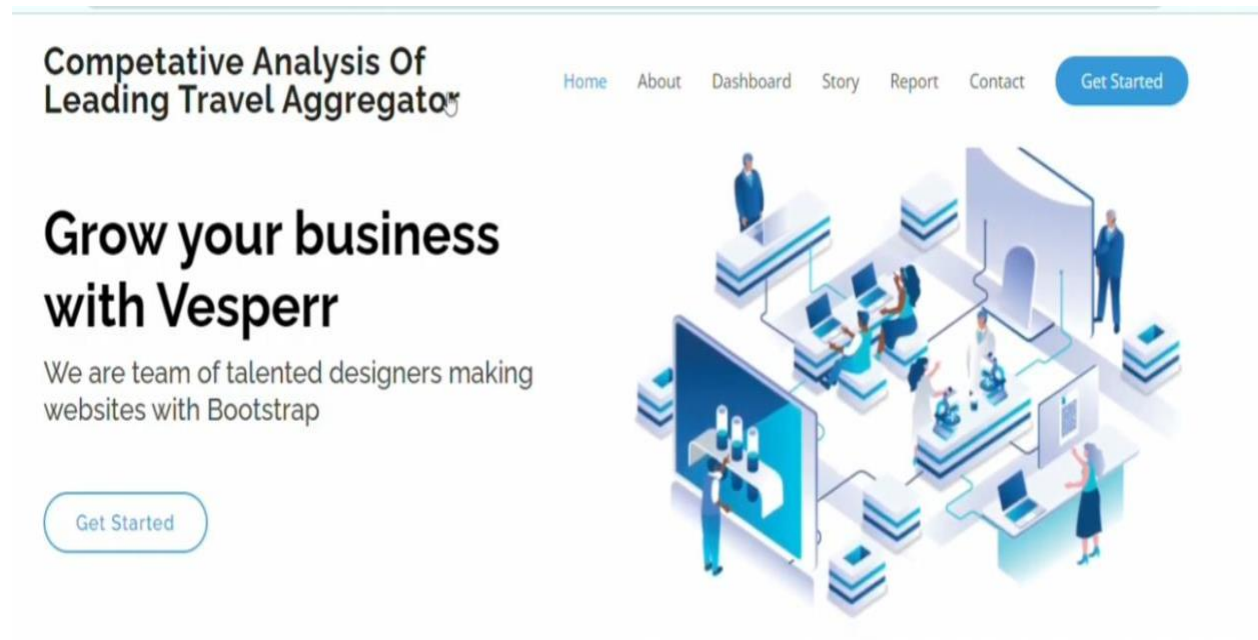 Competative Analysis Of
Leading Travel Aggregator
Home About Dashboard Story Report Contact Get Started
Grow your business
with Vesperr
We are team of talented designers making
websites with Bootstrap
Get Started